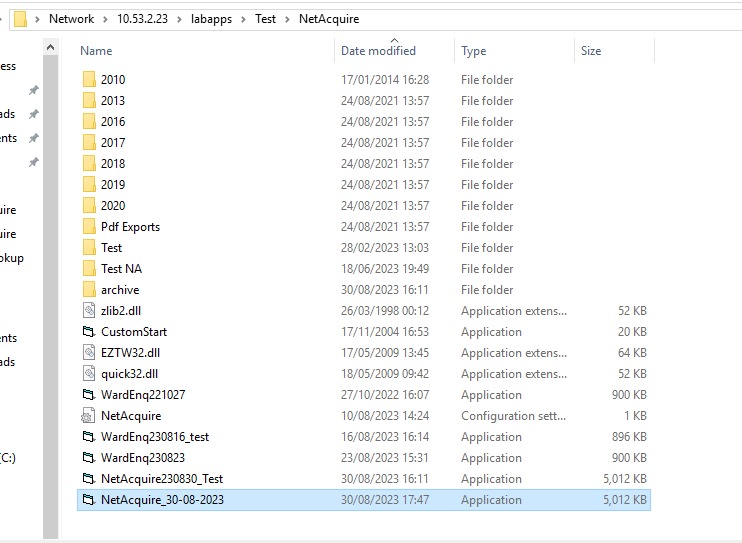 Network > 10.53.2.23 > labapps > Test > NetAcquire
Name Date modified Type Size
2010 17/01/2014 16:28 File folder
2013 24/08/2021 13:57 File folder
2016 24/08/2021 13:57 File folder
2017 24/08/2021 13:57 File folder
2018 24/08/2021 13:57 File folder
2019 24/08/2021 13:57 File folder
2020 24/08/2021 13:57 File folder
Pdf Exports 24/08/2021 13:57 File folder
Test 28/02/2023 13:03 File folder
Test NA 18/06/2023 19:49 File folder
archive 30/08/2023 16:11 File folder
zlib2.dll 26/03/1998 00:12 Application extens... 52 KB
CustomStart 17/11/2004 16:53 Application 20 KB
EZTW32.dll 17/05/2009 13:45 Application extens... 64 KB
quick32.dll 18/05/2009 09:42 Application extens... 52 KB
WardEnq221027 27/10/2022 16:07 Application 900 KB
NetAcquire 10/08/2023 14:24 Configuration sett... 1 KB
WardEnq230816_test 16/08/2023 18:14 Application 896 KB
WardEnq230823 23/08/2023 15:31 Application 900 KB
NetAcquire230830_Test 30/08/2023 16:11 Application 5,012 KB
NetAcquire_30-08-2023 30/08/2023 17:47 Application 5,012 KB
ess
ads
ents
uire
uire
okup
ents
ads
(C:)